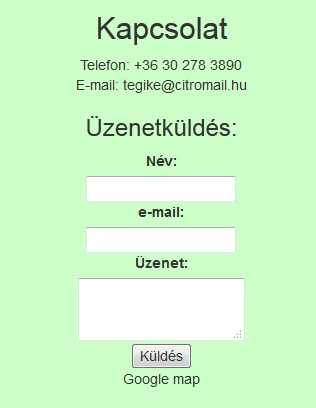 Kapcsolat
Telefon: +36 30 278 3890
E-mail: tegike@citromail.hu
Üzenetküldés:
Név:
e-mail:
Üzenet:
Küldés
Google map